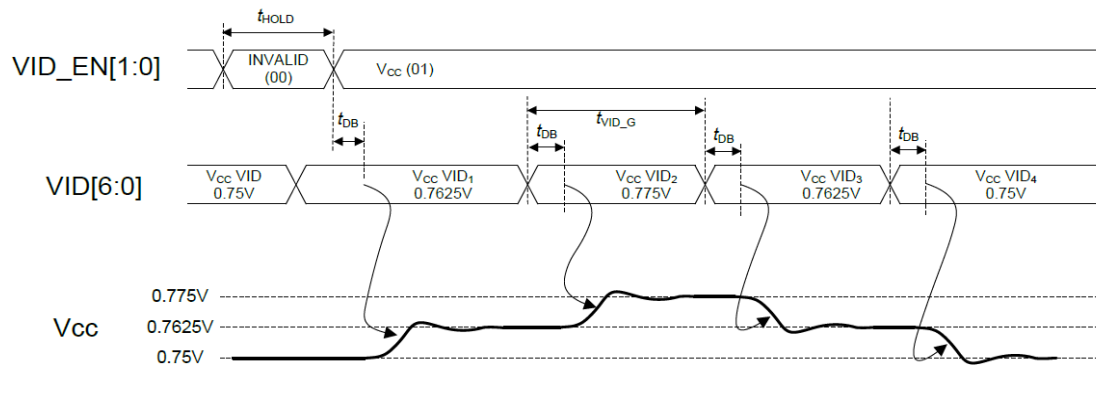 tHOLD
VID_EN[1:0]
INVALID
(00)
VCC (01)
tDB
tVID_G
tDB
tDB
tDB
VID[6:0]
VCC VID
0.75V
VCC VID1
0.7625V
VCC VID2
0.775V
VCC VID3
0.7625V
VCC VID4
0.75V
Vcc
0.775V
0.7625V
0.75V